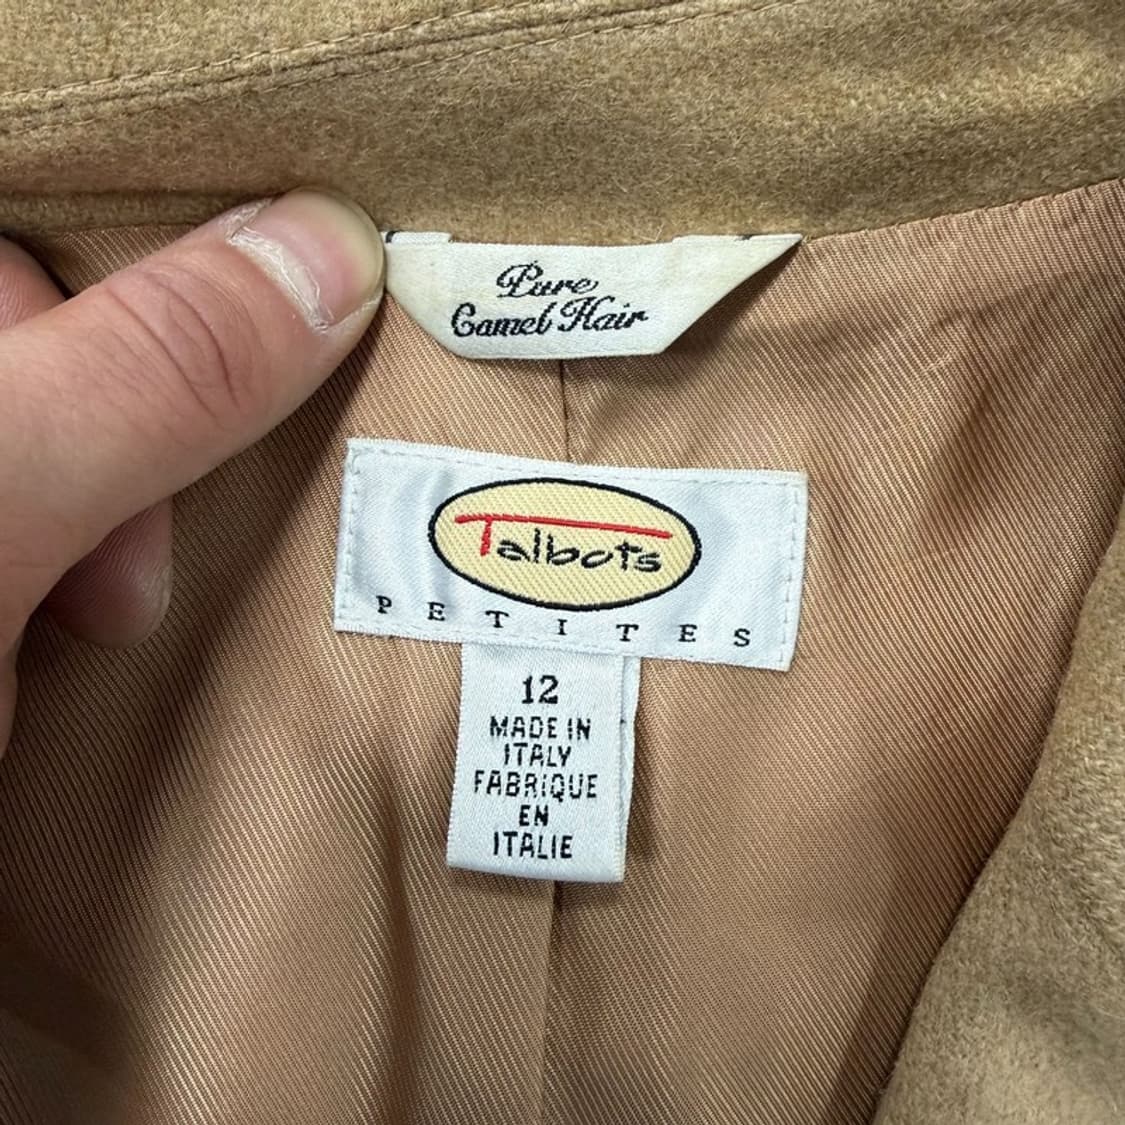 Pure
Camel Hair
Talbots
PETITES
12
MADE IN
ITALY
FABRIQUE
EN
ITALIE